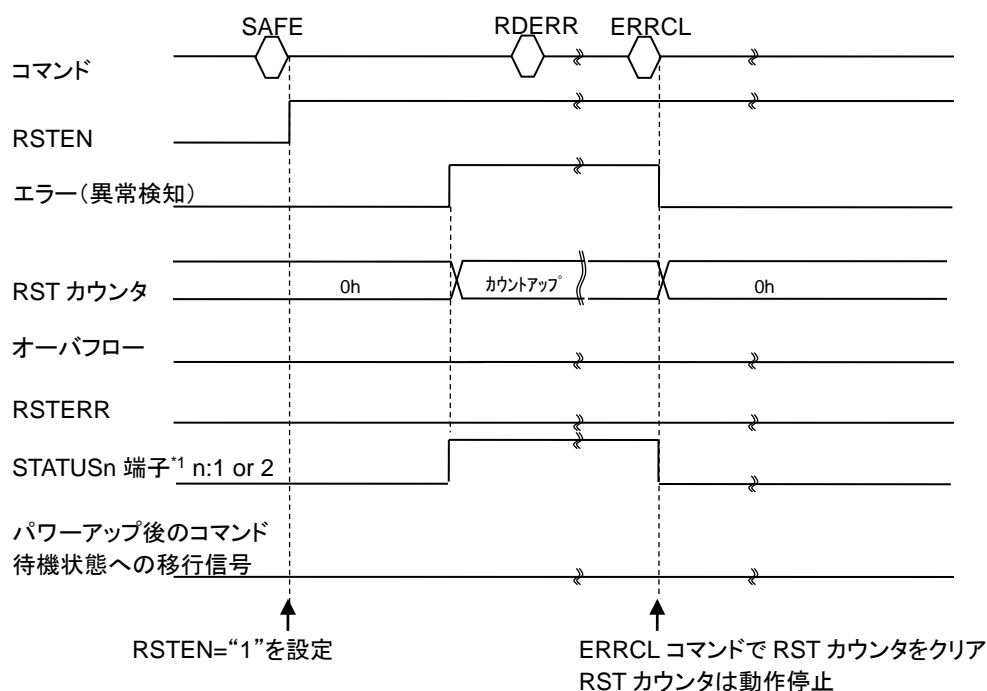 SAFE RDERR ERRCL
コマンド
RSTEN
エラー（異常検知）
RST カウンタ 0h カウントアップ 0h
オーバフロー
RSTERR
STATUSn 端子*1 n:1 or 2
パワーアップ後のコマンド
待機状態への移行信号
RSTEN=“1”を設定 ERRCL コマンドで RST カウンタをクリア
RST カウンタは動作停止